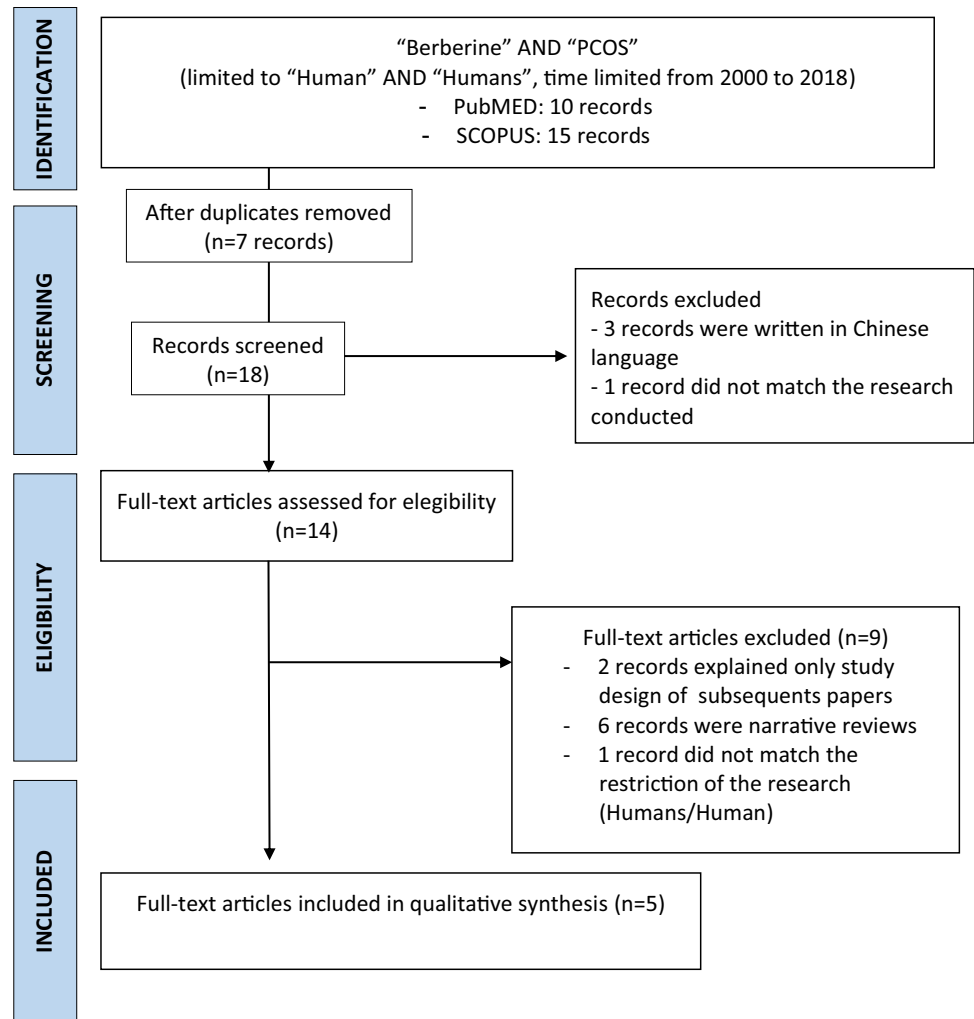 IDENTIFICATION
“Berberine” AND “PCOS”
(limited to “Human” AND “Humans”, time limited from 2000 to 2018)
- PubMED: 10 records
- SCOPUS: 15 records
SCREENING
After duplicates removed
(n=7 records)
Records screened
(n=18)
Records excluded
- 3 records were written in Chinese
language
- 1 record did not match the research
conducted
ELIGIBILITY
Full-text articles assessed for elegibility
(n=14)
Full-text articles excluded (n=9)
- 2 records explained only study
design of subsequents papers
- 6 records were narrative reviews
- 1 record did not match the
restriction of the research
(Humans/Human)
INCLUDED
Full-text articles included in qualitative synthesis (n=5)